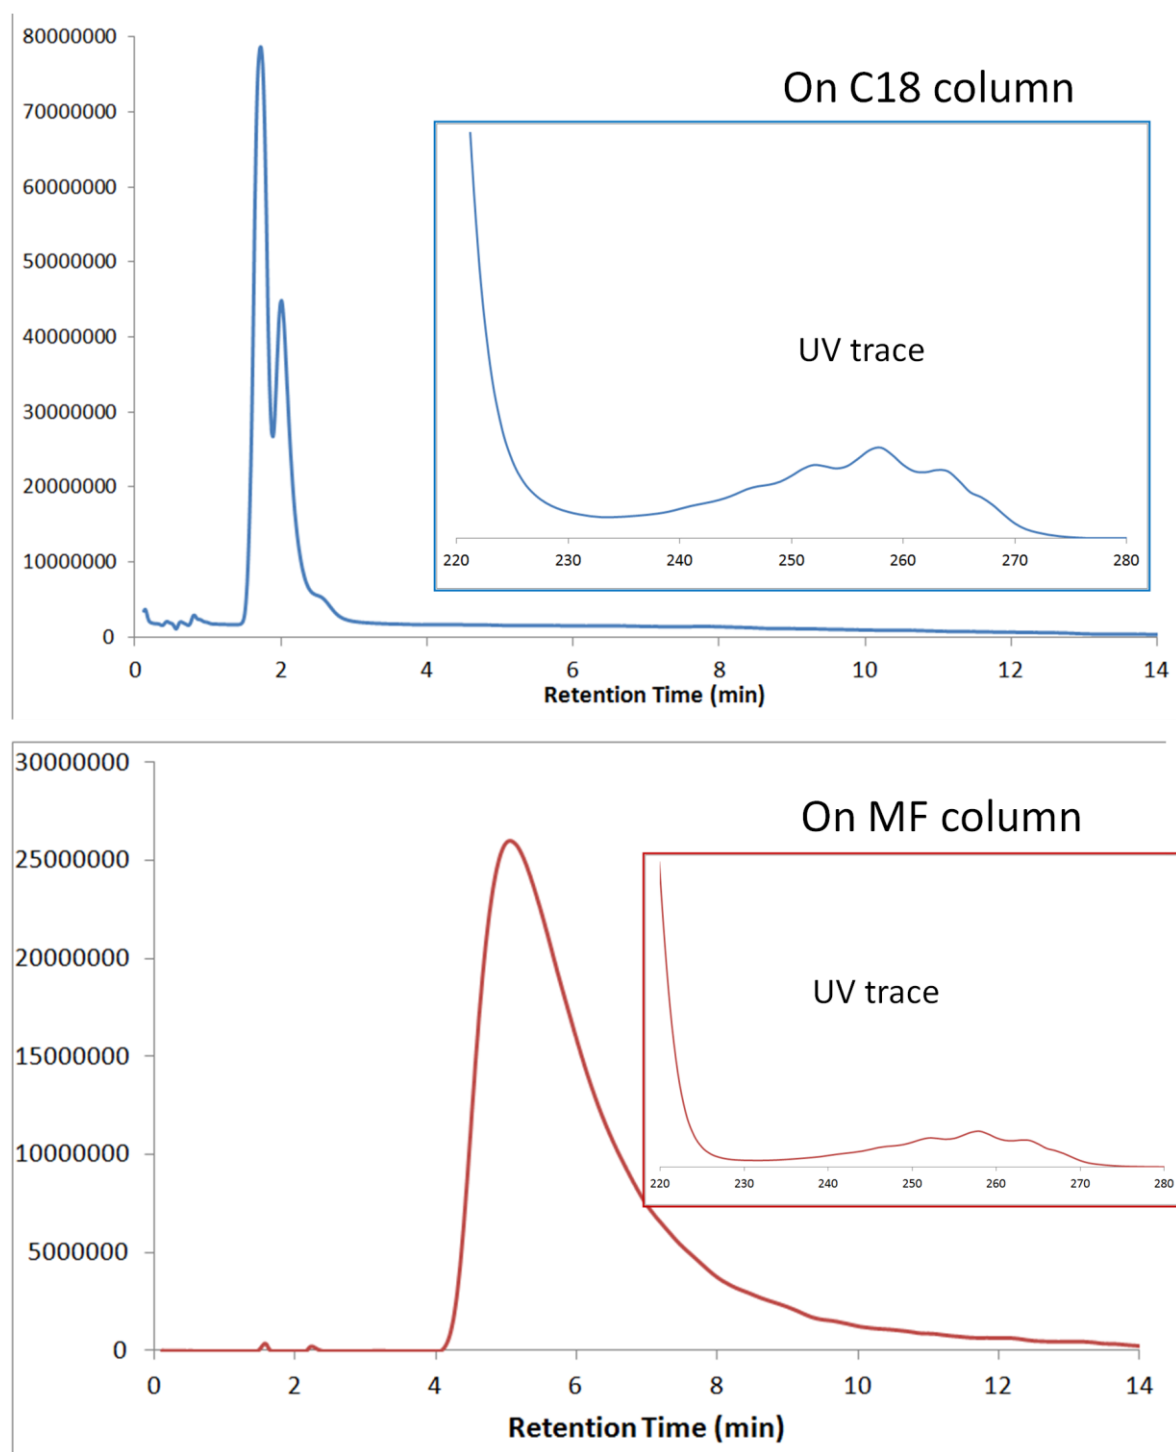 80000000
On C18 column
70000000
60000000
50000000
40000000
UV trace
30000000
20000000
10000000
220 230 240 250 260 270 280
0
0 2 4 6 8 10 12 14
Retention Time (min)
30000000
On MF column
25000000
20000000
UV trace
15000000
10000000
220 230 240 250 260 270 280
5000000
0
0 2 4 6 8 10 12 14
Retention Time (min)